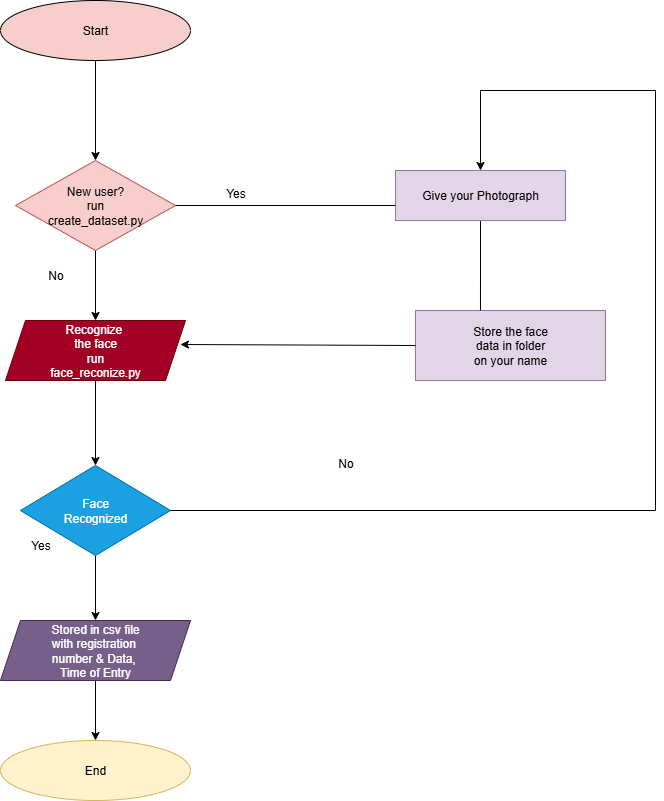 Start
New user?
run
create_dataset.py
Yes
Give your Photograph
No
Recognize
the face
run
face_reconize.py
Store the face
data in folder
on your name
No
Face
Recognized
Yes
Stored in csv file
with registration
number & Data,
Time of Entry
End